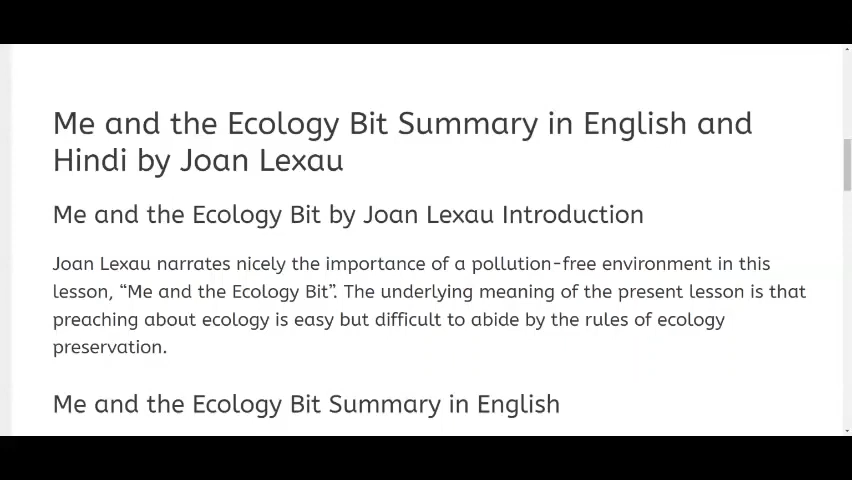 Me and the Ecology Bit Summary in English and
Hindi by Joan Lexau
Me and the Ecology Bit by Joan Lexau Introduction
Joan Lexau narrates nicely the importance of a pollution-free environment in this
lesson, “Me and the Ecology Bit”. The underlying meaning of the present lesson is that
preaching about ecology is easy but difficult to abide by the rules of ecology
preservation.
Me and the Ecology Bit Summary in English